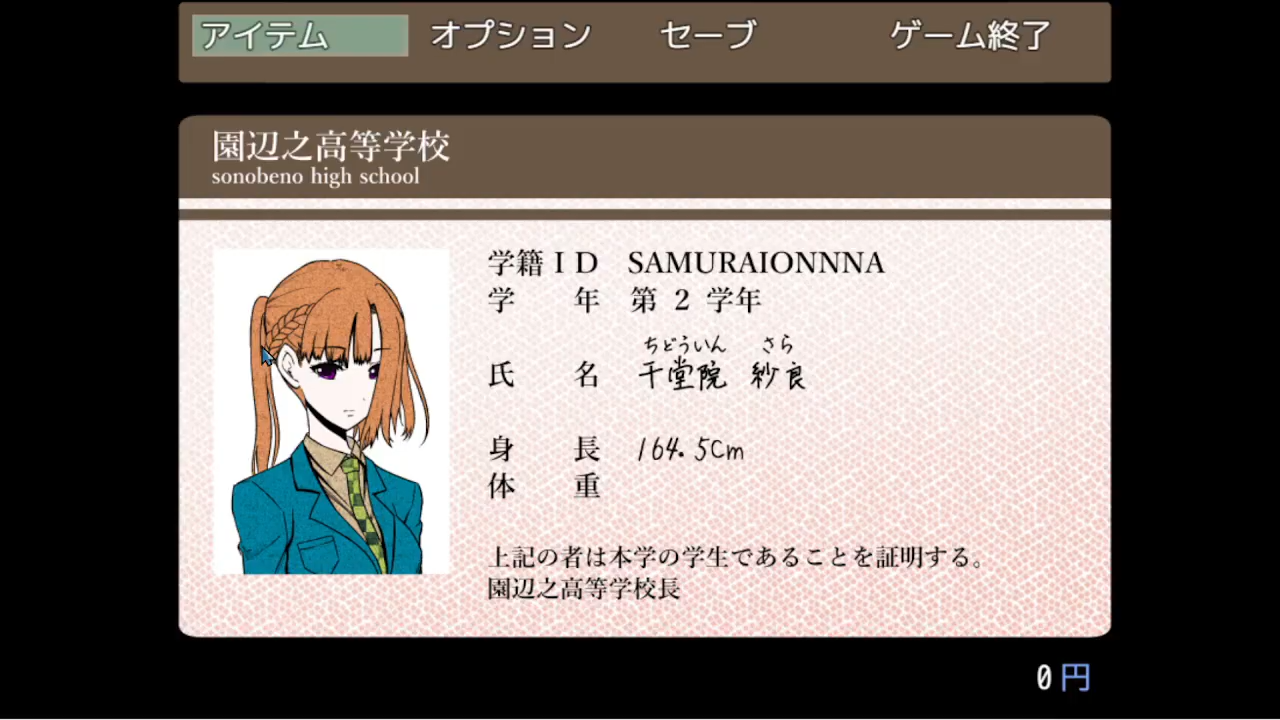 アイテム オプション セーブ ゲーム終了
園辺之高等学校
sonobeno high school
学籍ＩＤ SAMURAIONNNA
学年 第２学年
ちどういん さら
氏名 千堂院 紗良
身長 164.5Cm
体重
上記の者は本学の学生であることを証明する。
園辺之高等学校長
0円